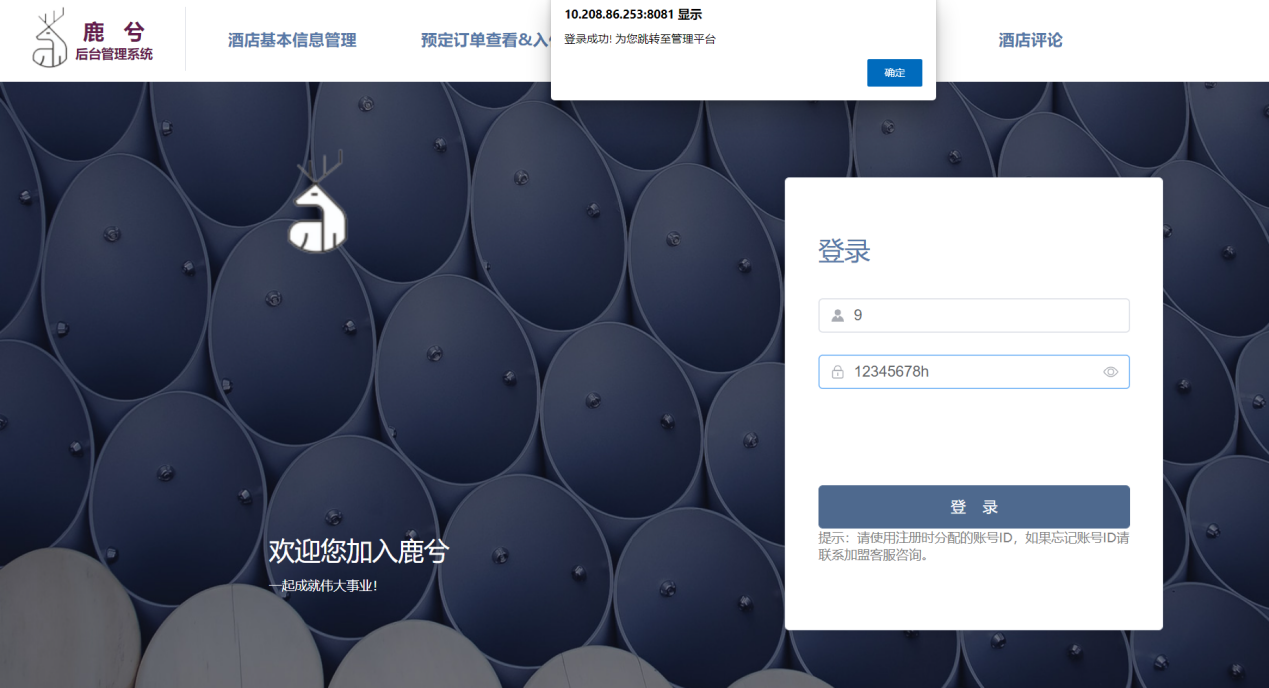 鹿 兮
后台管理系统
酒店基本信息管理
预定订单查看&入
酒店评论
10.208.86.253:8081 显示
登录成功! 为您跳转至管理平台
确定
登录
9
12345678h
登 录
提示：请使用注册时分配的账号ID，如果忘记账号ID请
联系加盟客服咨询。
欢迎您加入鹿兮
一起成就伟大事业！